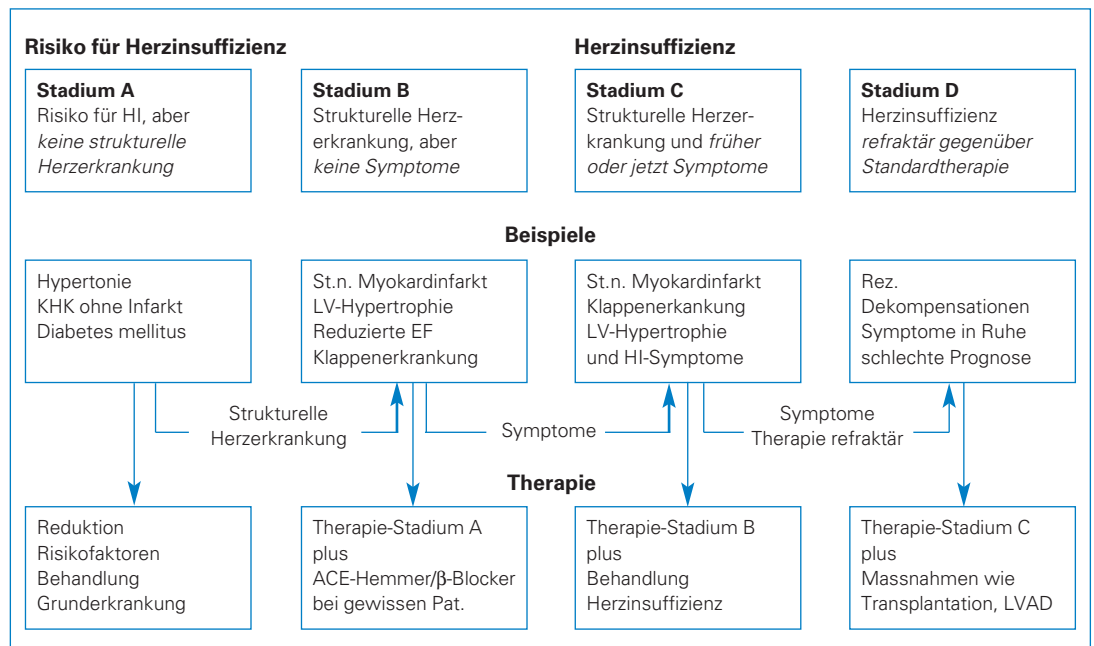 Risiko für Herzinsuffizienz
Herzinsuffizienz
Stadium A
Risiko für HI, aber
keine strukturelle
Herzerkrankung
Stadium B
Strukturelle Herz-
erkrankung, aber
keine Symptome
Stadium C
Strukturelle Herzer-
krankung und früher
oder jetzt Symptome
Stadium D
Herzinsuffizienz
refraktär gegenüber
Standardtherapie
Beispiele
Hypertonie
KHK ohne Infarkt
Diabetes mellitus
St.n. Myokardinfarkt
LV-Hypertrophie
Reduzierte EF
Klappenerkrankung
St.n. Myokardinfarkt
Klappenerkankung
LV-Hypertrophie
und HI-Symptome
Rez.
Dekompensationen
Symptome in Ruhe
schlechte Prognose
Strukturelle
Herzerkrankung
Symptome
Symptome
Therapie refraktär
Therapie
Reduktion
Risikofaktoren
Behandlung
Grunderkrankung
Therapie-Stadium A
plus
ACE-Hemmer/β-Blocker
bei gewissen Pat.
Therapie-Stadium B
plus
Behandlung
Herzinsuffizienz
Therapie-Stadium C
plus
Massnahmen wie
Transplantation, LVAD